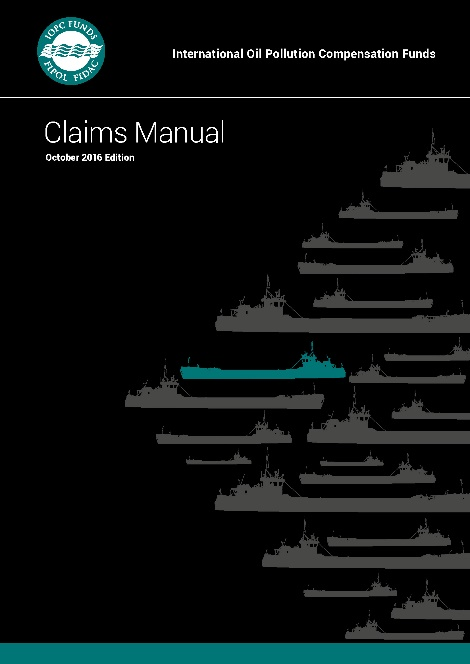 IOPC FUNDS
FIPOL FIDAC
International Oil Pollution Compensation Funds
Claims Manual
October 2016 Edition